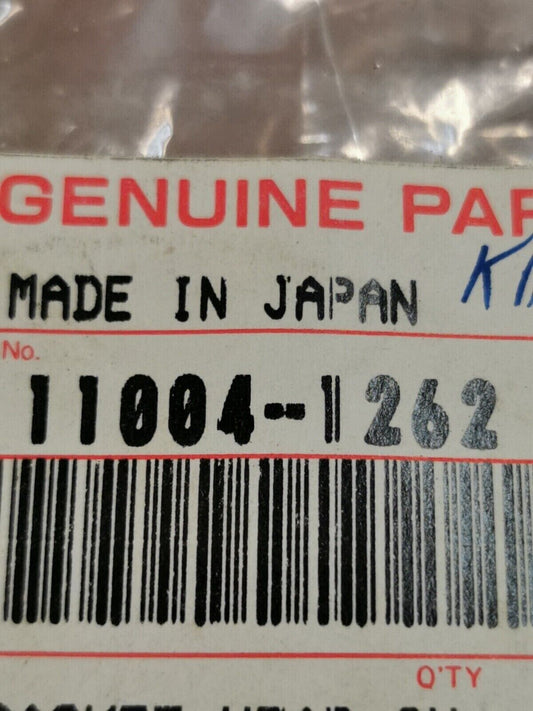 GENUINE PAR
MADE IN JAPAN
No.
11004-1262
Q'TY